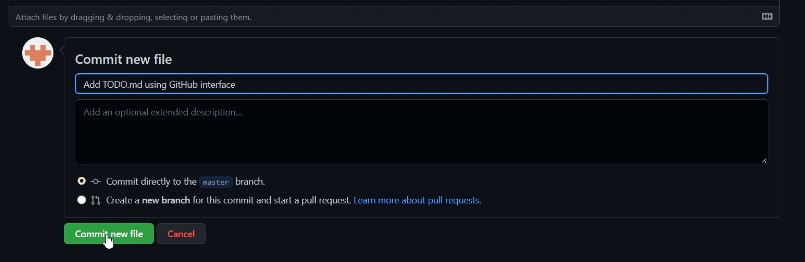 Attach files by dragging & dropping, selecting or pasting them.
Commit new file
Add TODO.md using GitHub interface
Add an optional extended description...
Commit directly to the master branch.
Create a new branch for this commit and start a pull request. Learn more about pull requests.
Commit new file Cancel